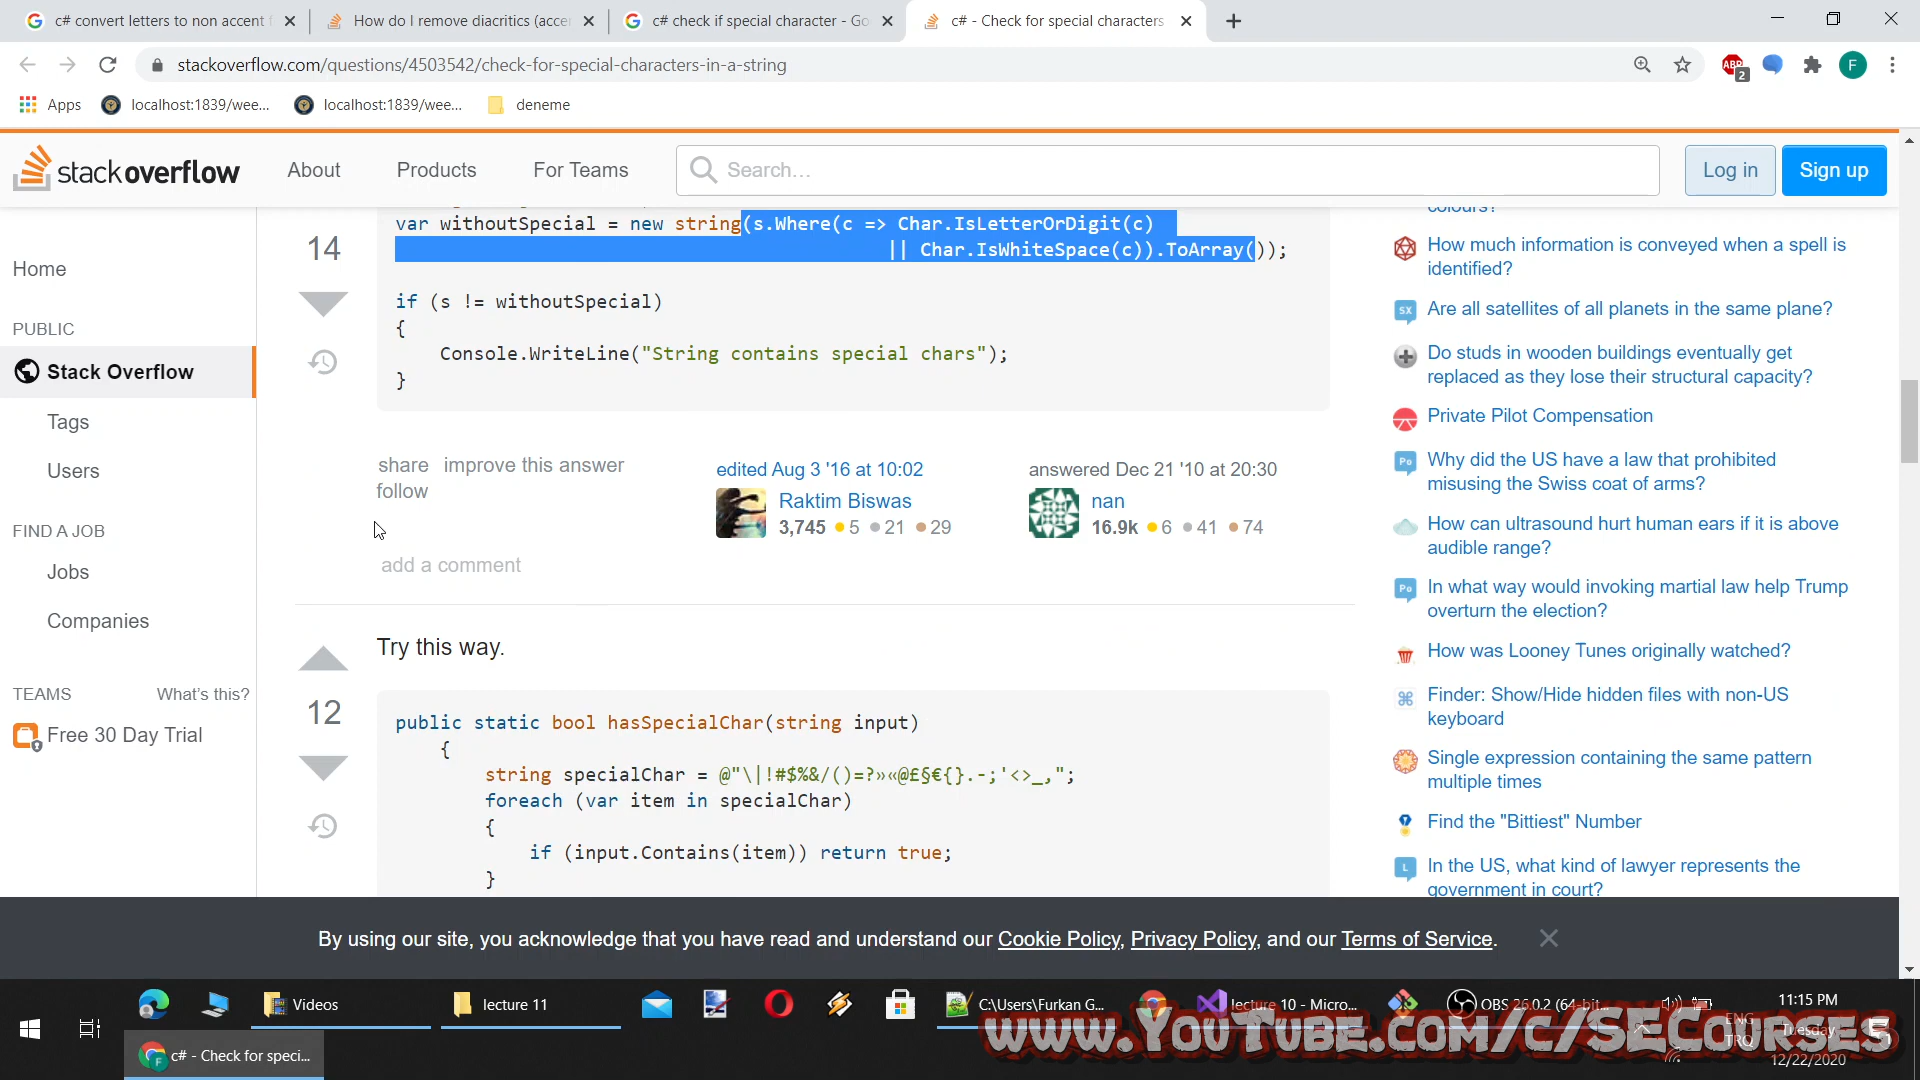 c# convert letters to non accent f
How do I remove diacritics (accen
c# check if special character - Go
c# - Check for special characters
stackoverflow.com/questions/4503542/check-for-special-characters-in-a-string
ABP
2
F
Apps
localhost:1839/wee...
localhost:1839/wee...
deneme
stackoverflow
About
Products
For Teams
Search...
Log in
Sign up
Home
PUBLIC
Stack Overflow
Tags
Users
FIND A JOB
Jobs
Companies
TEAMS
What's this?
Free 30 Day Trial
14
var withoutSpecial = new string(s.Where(c => Char.IsLetterOrDigit(c)
|| Char.IsWhiteSpace(c)).ToArray());
if (s != withoutSpecial)
{
Console.WriteLine("String contains special chars");
}
share improve this answer
follow
edited Aug 3 '16 at 10:02
Raktim Biswas
3,745 5 21 29
answered Dec 21 '10 at 20:30
nan
16.9k 6 41 74
add a comment
12
Try this way.
public static bool hasSpecialChar(string input)
{
string specialChar = @"\|!#$%&/()=?»«@£§€{}.-;'<>_,";
foreach (var item in specialChar)
{
if (input.Contains(item)) return true;
}
colours?
How much information is conveyed when a spell is
identified?
Are all satellites of all planets in the same plane?
Do studs in wooden buildings eventually get
replaced as they lose their structural capacity?
Private Pilot Compensation
Why did the US have a law that prohibited
misusing the Swiss coat of arms?
How can ultrasound hurt human ears if it is above
audible range?
In what way would invoking martial law help Trump
overturn the election?
How was Looney Tunes originally watched?
Finder: Show/Hide hidden files with non-US
keyboard
Single expression containing the same pattern
multiple times
Find the "Bittiest" Number
In the US, what kind of lawyer represents the
government in court?
By using our site, you acknowledge that you have read and understand our Cookie Policy, Privacy Policy, and our Terms of Service.
Videos
lecture 11
C:\Users\Furkan G...
lecture 10 - Micro...
OBS 26.0.2 (64-bit...
ENG
TRQ
11:15 PM
Tuesday
12/22/2020
c# - Check for speci...
www.YouTube.com/c/SECourses